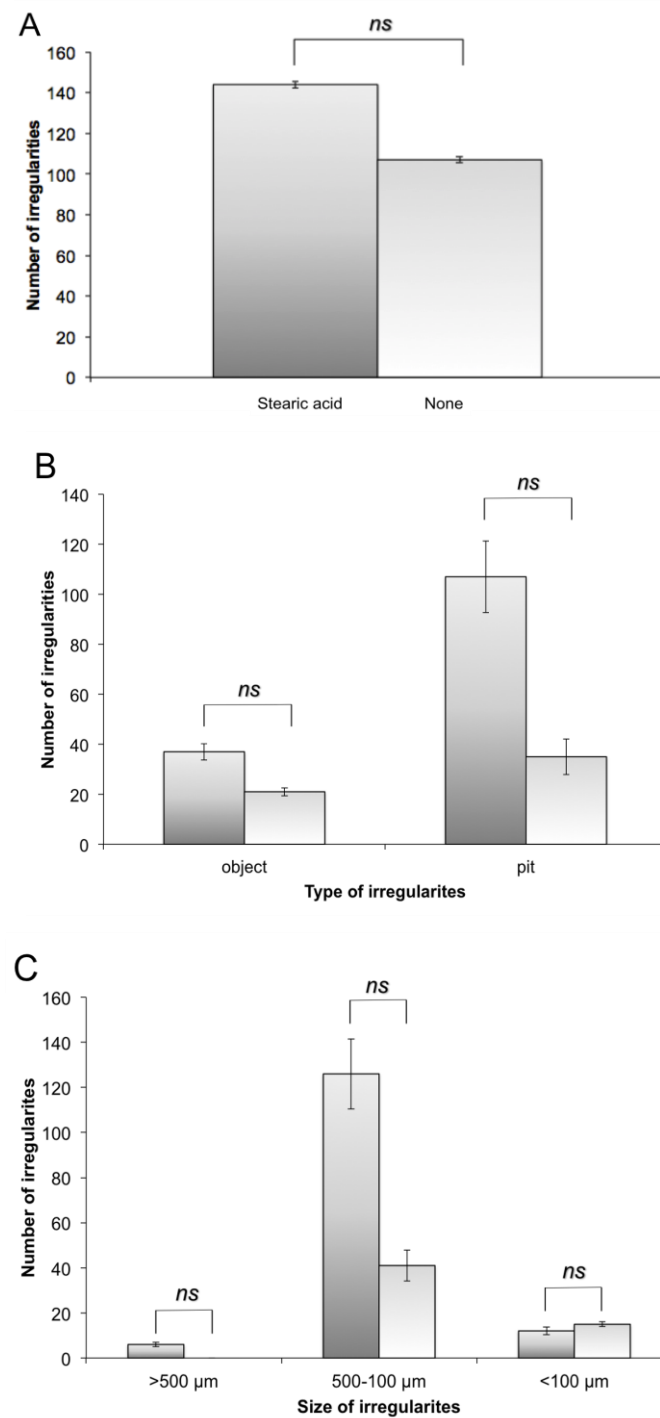 A
ns
Number of irregularities
160
140
120
100
80
60
40
20
0
Stearic acid None
B
ns
ns
Number of irregularities
140
120
100
80
60
40
20
0
object pit
Type of irregularites
C
ns
ns
ns
Number of irregularites
160
140
120
100
80
60
40
20
0
>500 µm 500-100 µm <100 µm
Size of irregularites